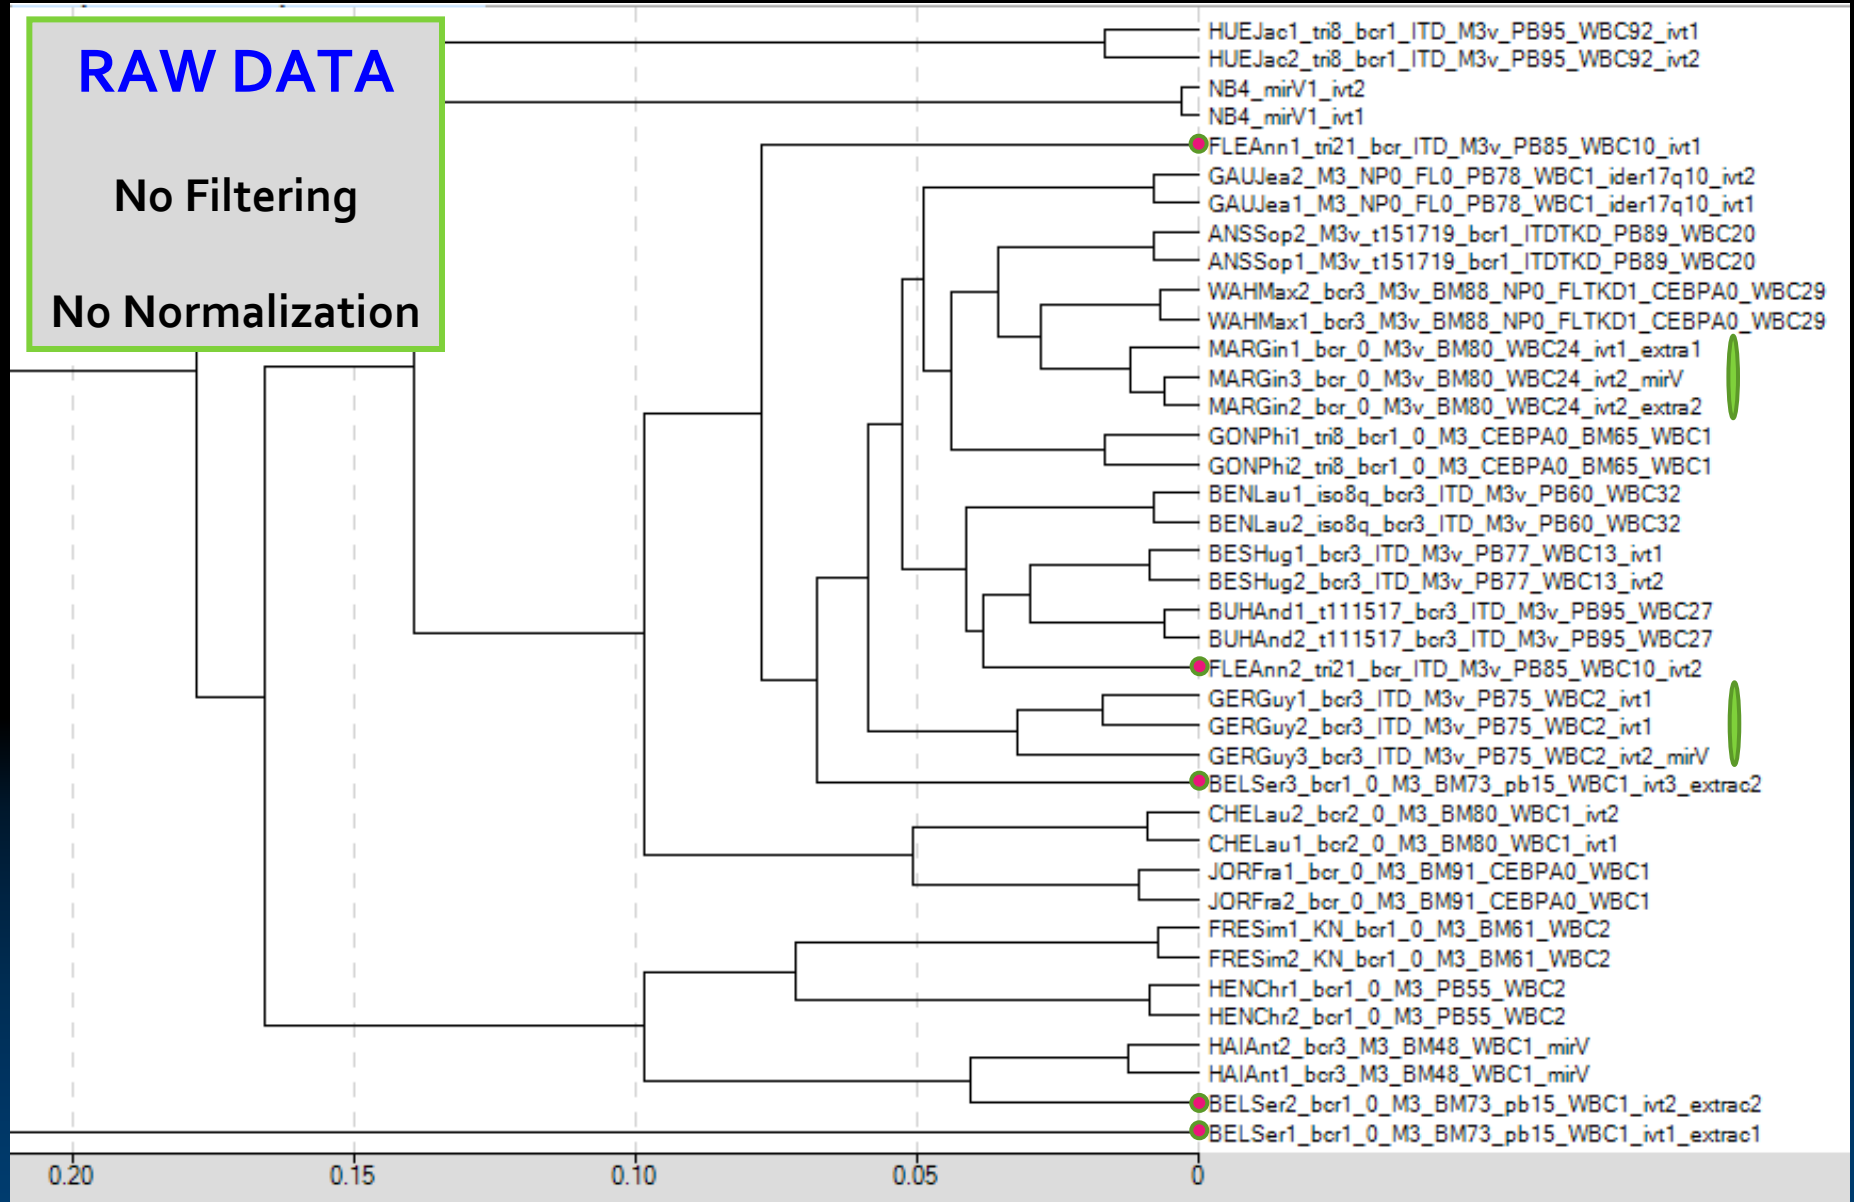 RAW DATA
No Filtering
No Normalization
HUEJac1_tri8_bcr1_ITD_M3v_PB95_WBC92_ivt1
HUEJac2_tri8_bcr1_ITD_M3v_PB95_WBC92_ivt2
NB4_mirV1_ivt2
NB4_mirV1_ivt1
FLEAnn1_tri21_bcr_ITD_M3v_PB85_WBC10_ivt1
GAUJea2_M3_NP0_FL0_PB78_WBC1_ider17q10_ivt2
GAUJea1_M3_NP0_FL0_PB78_WBC1_ider17q10_ivt1
ANSSop2_M3v_t151719_bcr1_ITDTKD_PB89_WBC20
ANSSop1_M3v_t151719_bcr1_ITDTKD_PB89_WBC20
WAHMax2_bcr3_M3v_BM88_NP0_FLTKD1_CEBPA0_WBC29
WAHMax1_bcr3_M3v_BM88_NP0_FLTKD1_CEBPA0_WBC29
MARGin1_bcr_0_M3v_BM80_WBC24_ivt1_extra1
MARGin3_bcr_0_M3v_BM80_WBC24_ivt2_mirV
MARGin2_bcr_0_M3v_BM80_WBC24_ivt2_extra2
GONPhi1_tri8_bcr1_0_M3_CEBPA0_BM65_WBC1
GONPhi2_tri8_bcr1_0_M3_CEBPA0_BM65_WBC1
BENLau1_iso8q_bcr3_ITD_M3v_PB60_WBC32
BENLau2_iso8q_bcr3_ITD_M3v_PB60_WBC32
BESHug1_bcr3_ITD_M3v_PB77_WBC13_ivt1
BESHug2_bcr3_ITD_M3v_PB77_WBC13_ivt2
BUHAnd1_t111517_bcr3_ITD_M3v_PB95_WBC27
BUHAnd2_t111517_bcr3_ITD_M3v_PB95_WBC27
FLEAnn2_tri21_bcr_ITD_M3v_PB85_WBC10_ivt2
GERGuy1_bcr3_ITD_M3v_PB75_WBC2_ivt1
GERGuy2_bcr3_ITD_M3v_PB75_WBC2_ivt1
GERGuy3_bcr3_ITD_M3v_PB75_WBC2_ivt2_mirV
BELSer3_bcr1_0_M3_BM73_pb15_WBC1_ivt3_extrac2
CHELau2_bcr2_0_M3_BM80_WBC1_ivt2
CHELau1_bcr2_0_M3_BM80_WBC1_ivt1
JORFra1_bcr_0_M3_BM91_CEBPA0_WBC1
JORFra2_bcr_0_M3_BM91_CEBPA0_WBC1
FRESim1_KN_bcr1_0_M3_BM61_WBC2
FRESim2_KN_bcr1_0_M3_BM61_WBC2
HENChr1_bcr1_0_M3_PB55_WBC2
HENChr2_bcr1_0_M3_PB55_WBC2
HAIAnt2_bcr3_M3_BM48_WBC1_mirV
HAIAnt1_bcr3_M3_BM48_WBC1_mirV
BELSer2_bcr1_0_M3_BM73_pb15_WBC1_ivt2_extrac2
BELSer1_bcr1_0_M3_BM73_pb15_WBC1_ivt1_extrac1
0.20 0.15 0.10 0.05 0